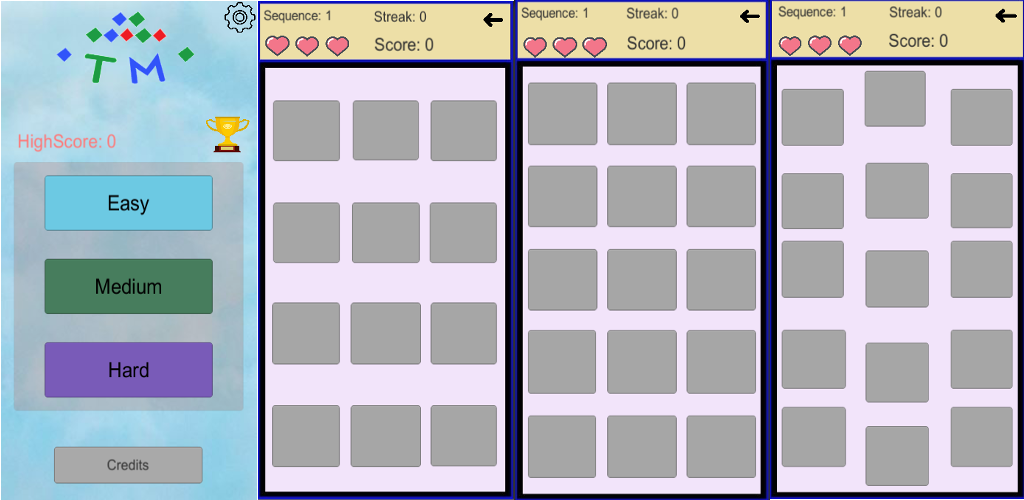 T M
HighScore: 0
Easy
Medium
Hard
Credits
Sequence: 1 Streak: 0
Score: 0
Sequence: 1 Streak: 0
Score: 0
Sequence: 1 Streak: 0
Score: 0